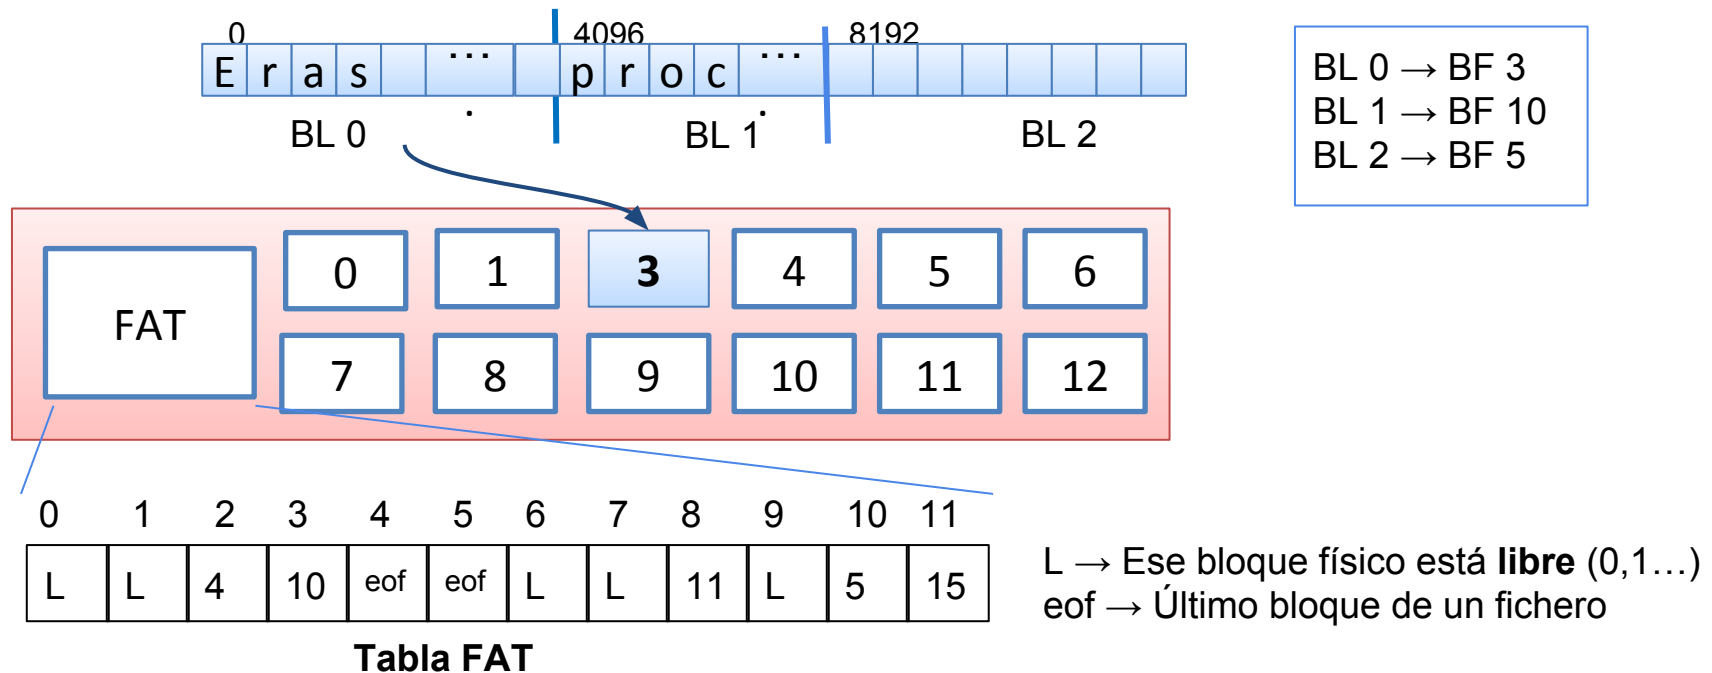 0 4096 8192
E r a s ... p r o c ...
. .
BL 0 BL 1 BL 2
BL 0 → BF 3
BL 1 → BF 10
BL 2 → BF 5
FAT
0 1 3 4 5 6
7 8 9 10 11 12
0 1 2 3 4 5 6 7 8 9 10 11
L L 4 10 eof eof L L 11 L 5 15
Tabla FAT
L → Ese bloque físico está libre (0,1…)
eof → Último bloque de un fichero